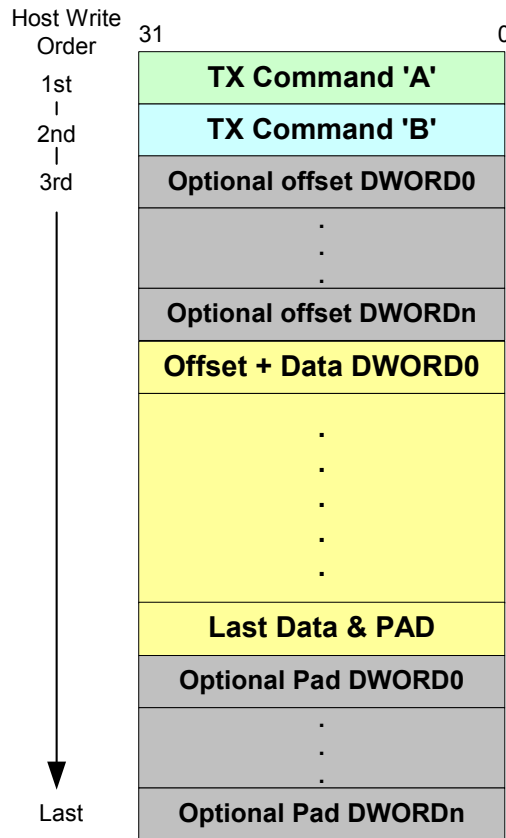 Host Write
Order
31
0
1st
TX Command 'A'
2nd
TX Command 'B'
3rd
Optional offset DWORD0
.
.
.
Optional offset DWORDn
Offset + Data DWORD0
.
.
.
.
.
Last Data & PAD
Optional Pad DWORD0
.
.
.
Last
Optional Pad DWORDn